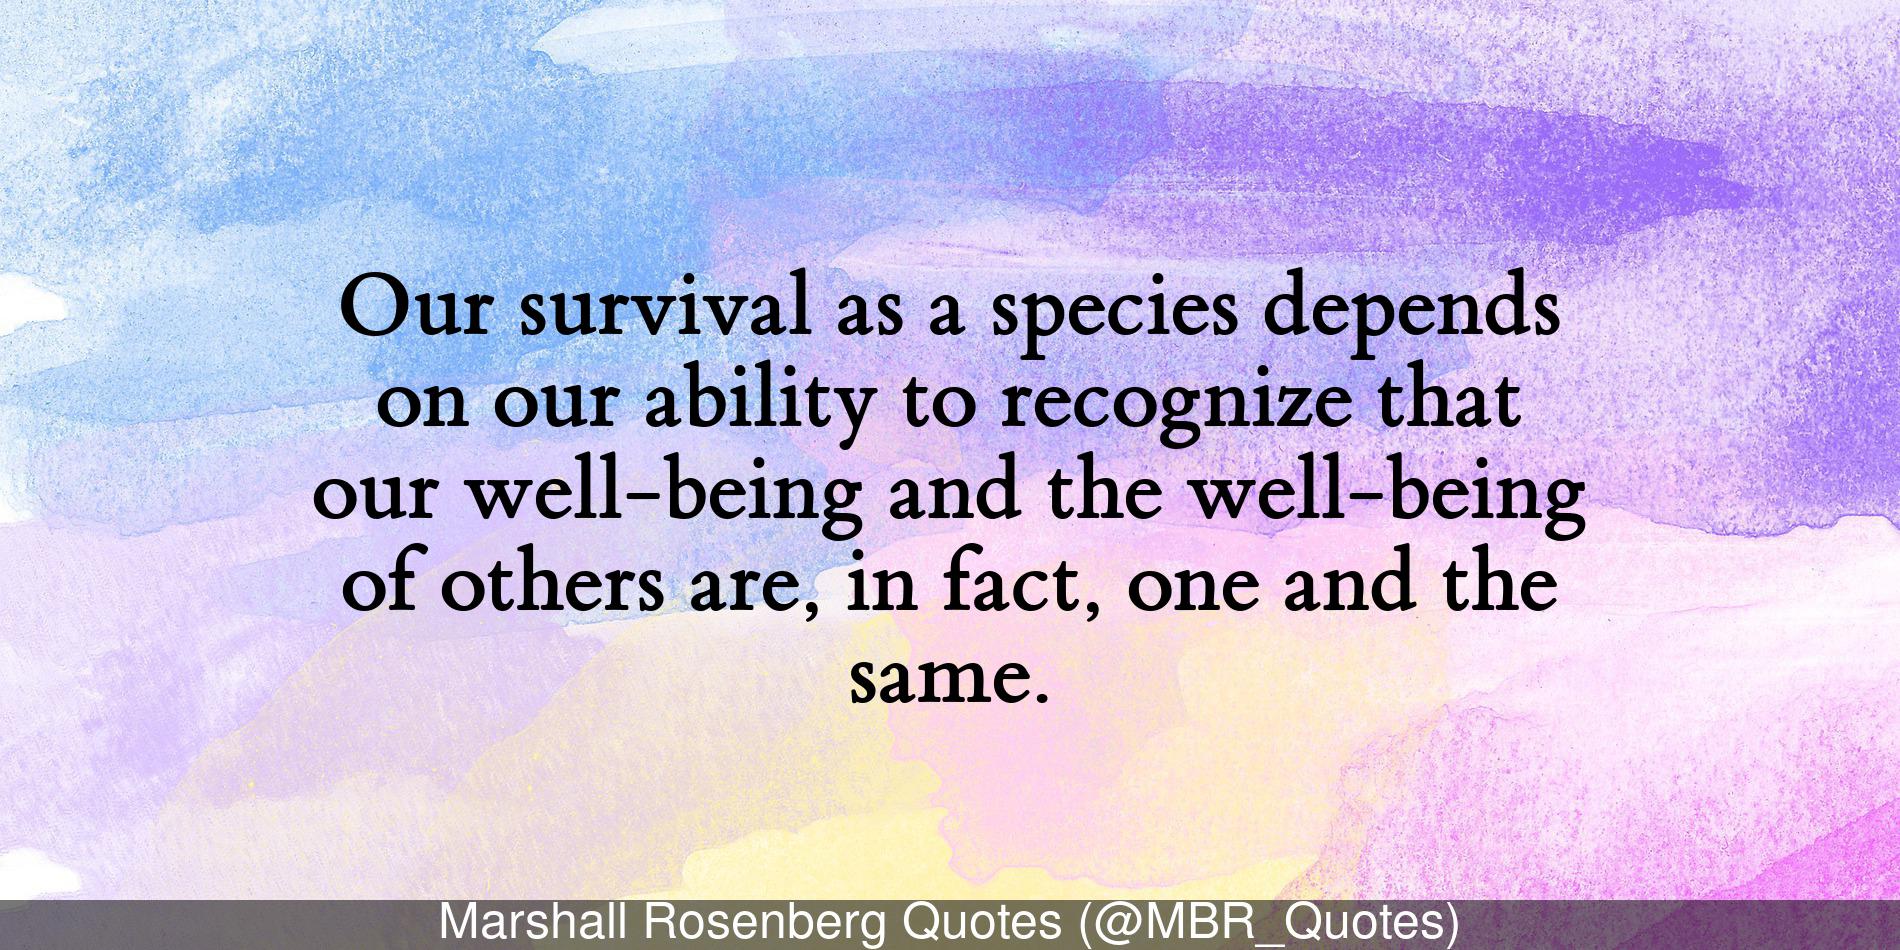 Our survival as a species depends
on our ability to recognize that
our well-being and the well-being
of others are, in fact, one and the
same.
Marshall Rosenberg Quotes (@MBR_Quotes)